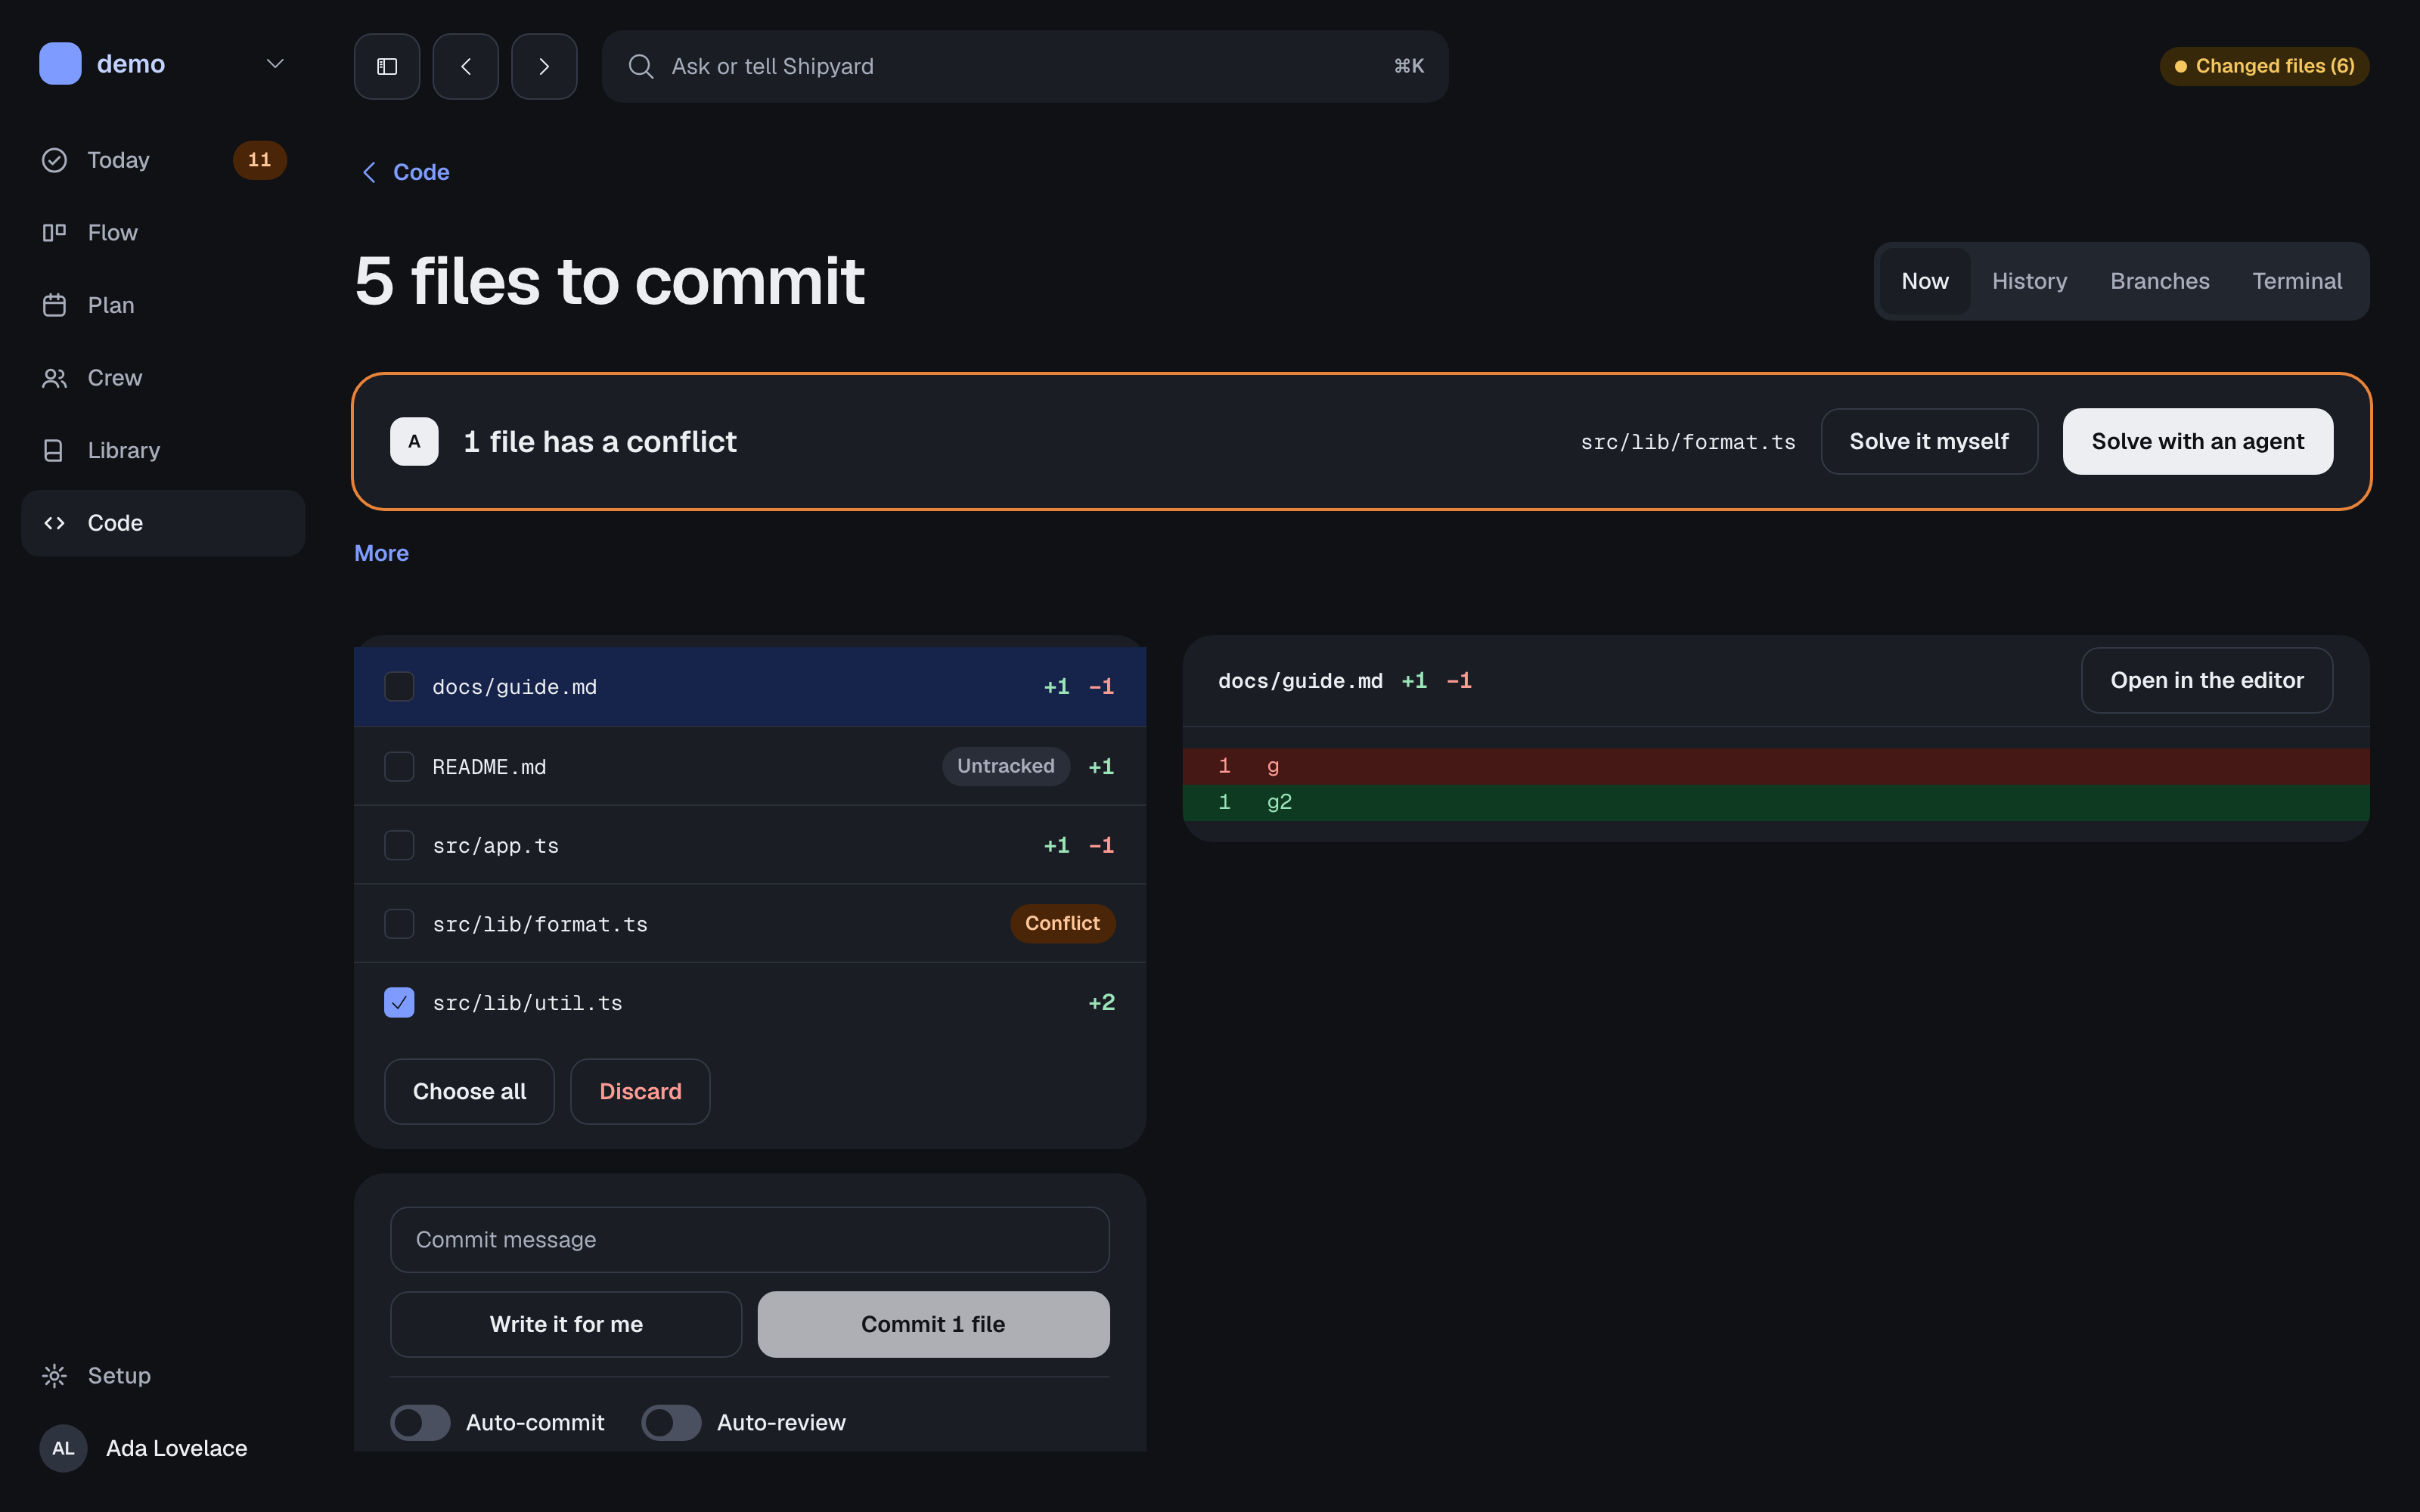 demo
Ask or tell Shipyard ⌘K
Changed files (6)
Today 11
Flow
Plan
Crew
Library
Code
Code
5 files to commit
Now History Branches Terminal
A 1 file has a conflict src/lib/format.ts Solve it myself Solve with an agent
More
docs/guide.md +1 −1
README.md Untracked +1
src/app.ts +1 −1
src/lib/format.ts Conflict
src/lib/util.ts +2
Choose all Discard
docs/guide.md +1 −1 Open in the editor
1 g
1 g2
Commit message
Write it for me Commit 1 file
Auto-commit Auto-review
Setup
AL Ada Lovelace